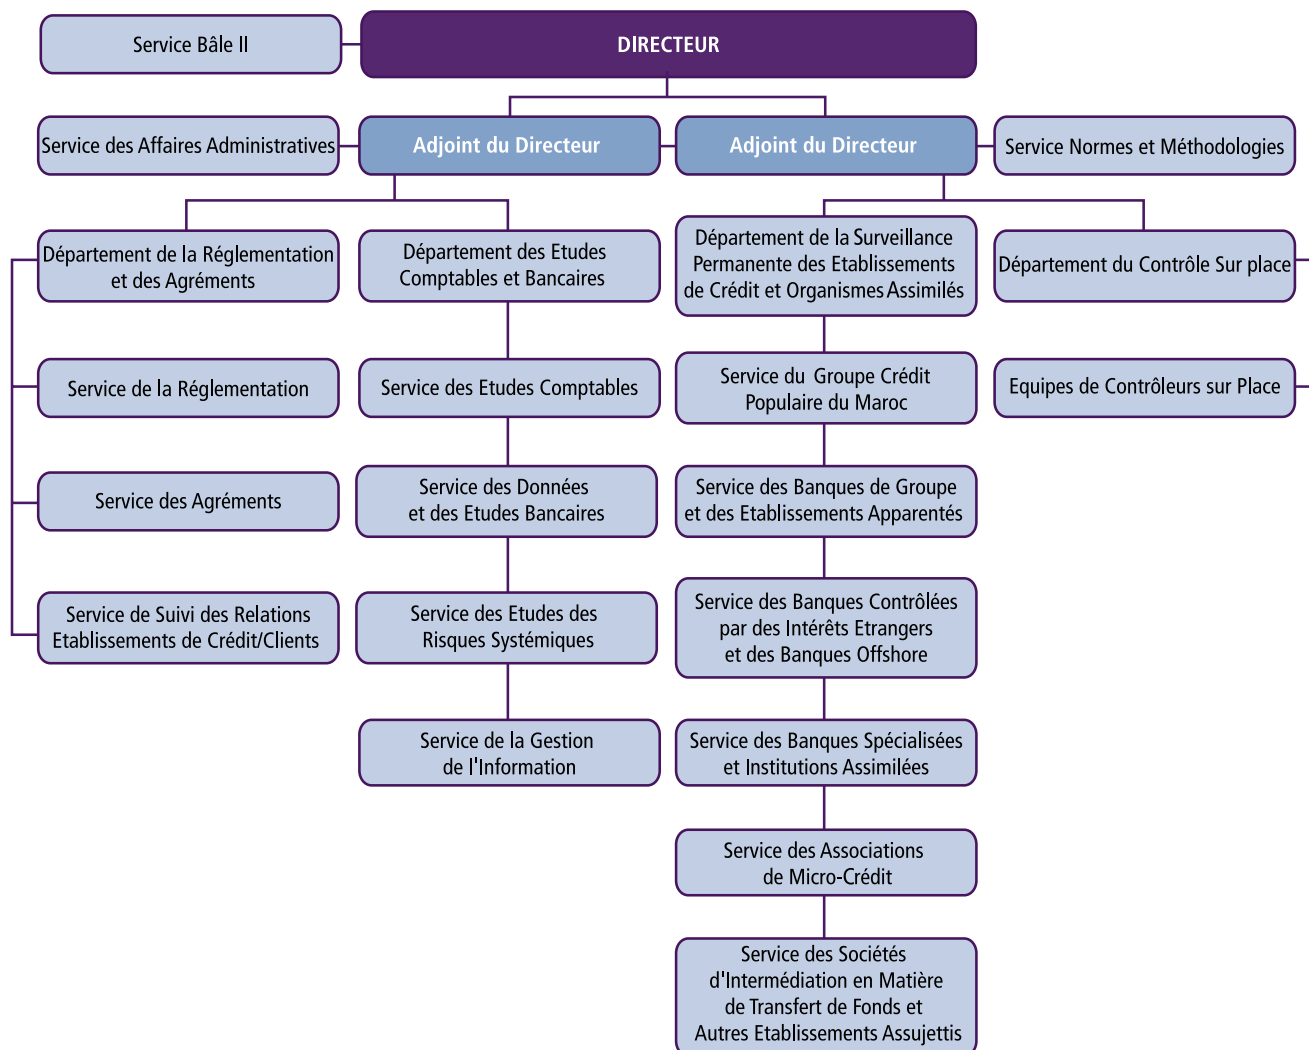 Service Bâle II
DIRECTEUR
Service des Affaires Administratives
Adjoint du Directeur
Adjoint du Directeur
Service Normes et Méthodologies
Département de la Réglementation
et des Agréments
Département des Etudes
Comptables et Bancaires
Département de la Surveillance
Permanente des Etablissements
de Crédit et Organismes Assimilés
Département du Contrôle Sur place
Service de la Réglementation
Service des Etudes Comptables
Service du Groupe Crédit
Populaire du Maroc
Equipes de Contrôleurs sur Place
Service des Agréments
Service des Données
et des Etudes Bancaires
Service des Banques de Groupe
et des Etablissements Apparentés
Service de Suivi des Relations
Etablissements de Crédit/Clients
Service des Etudes des
Risques Systémiques
Service des Banques Contrôlées
par des Intérêts Etrangers
et des Banques Offshore
Service de la Gestion
de l'Information
Service des Banques Spécialisées
et Institutions Assimilées
Service des Associations
de Micro-Crédit
Service des Sociétés
d'Intermédiation en Matière
de Transfert de Fonds et
Autres Etablissements Assujettis